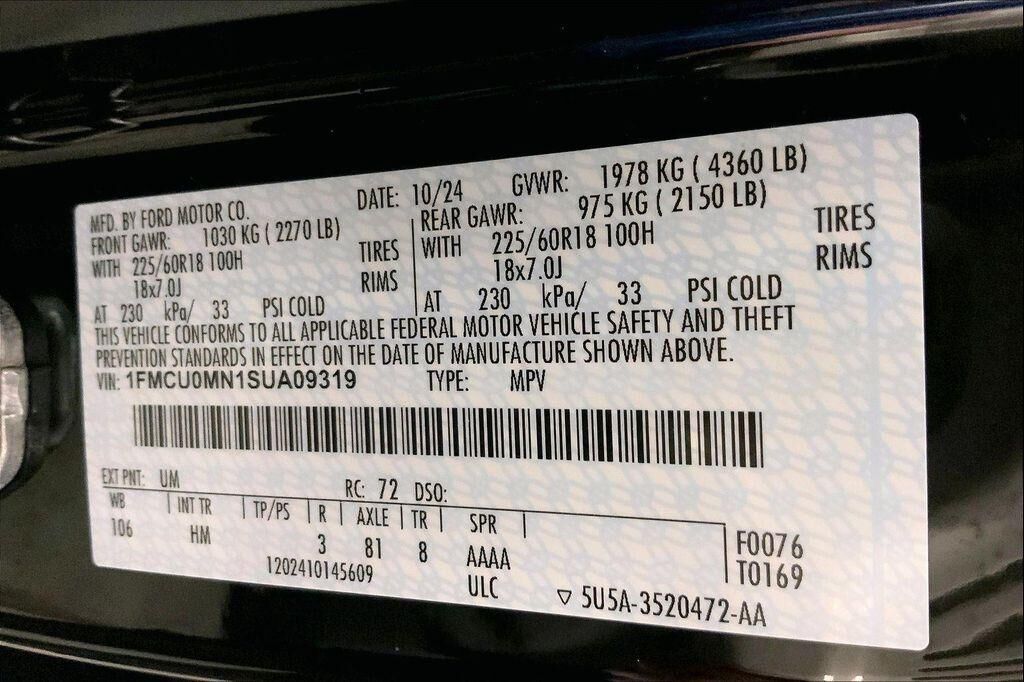 MFD. BY FORD MOTOR CO. DATE: 10/24 GVWR: 1978 KG ( 4360 LB)
FRONT GAWR: 1030 KG ( 2270 LB) REAR GAWR: 975 KG ( 2150 LB)
WITH 225/60R18 100H TIRES WITH 225/60R18 100H TIRES
18x7.0J RIMS 18x7.0J RIMS
AT 230 kPa/ 33 PSI COLD AT 230 kPa/ 33 PSI COLD
THIS VEHICLE CONFORMS TO ALL APPLICABLE FEDERAL MOTOR VEHICLE SAFETY AND THEFT
PREVENTION STANDARDS IN EFFECT ON THE DATE OF MANUFACTURE SHOWN ABOVE.
VIN: 1FMCU0MN1SUA09319 TYPE: MPV
EXT PNT: UM RC: 72 DSO:
WB | INT TR | TP/PS | R | AXLE | TR | SPR |
106 HM 3 81 8 AAAA F0076
1202410145609 ULC T0169
▽ 5U5A-3520472-AA